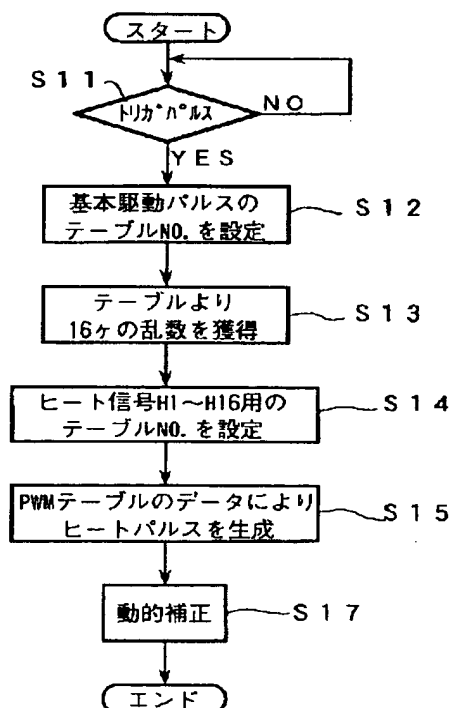 スタート
S11
トリガパルス
NO
YES
基本駆動パルスの
テーブルNO.を設定
S12
テーブルより
16ヶの乱数を獲得
S13
ヒート信号H1〜H16用の
テーブルNO.を設定
S14
PWMテーブルのデータにより
ヒートパルスを生成
S15
動的補正
S17
エンド